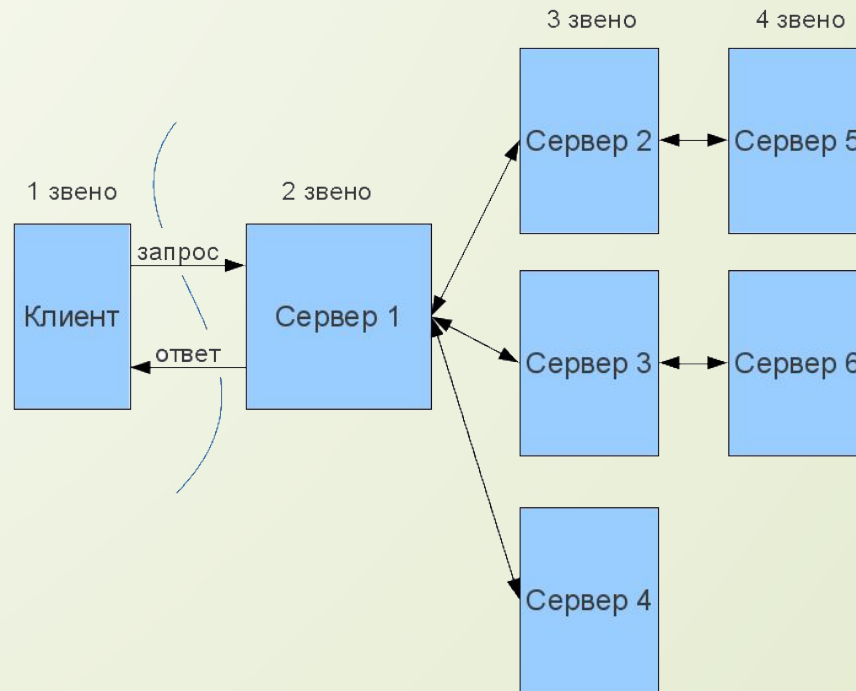 3 звено
4 звено
Сервер 2
Сервер 5
1 звено
2 звено
запрос
Клиент
Сервер 1
ответ
Сервер 3
Сервер 6
Сервер 4